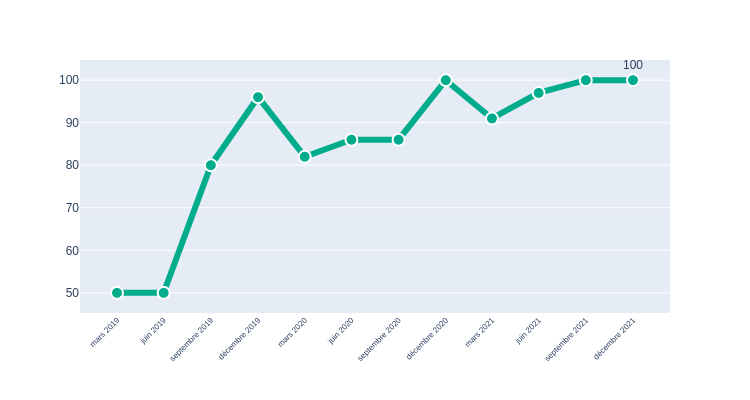 100
100
90
80
70
60
50
mars 2019
juin 2019
septembre 2019
décembre 2019
mars 2020
juin 2020
septembre 2020
décembre 2020
mars 2021
juin 2021
septembre 2021
décembre 2021